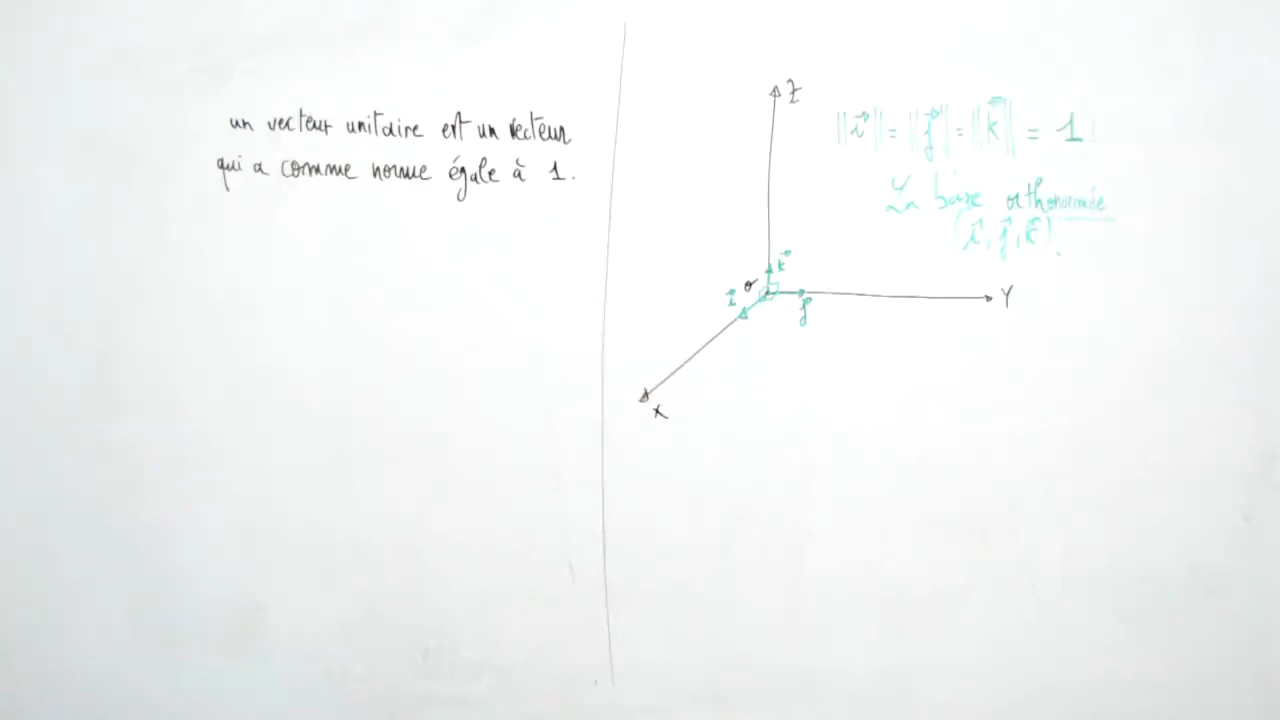 un vecteur unitaire est un vecteur
qui a comme norme égale à 1.
Z
||i⃗|| = ||j⃗|| = ||k⃗|| = 1
La base orthonormée
(i⃗, j⃗, k⃗).
k⃗
i⃗ O
j⃗
Y
X